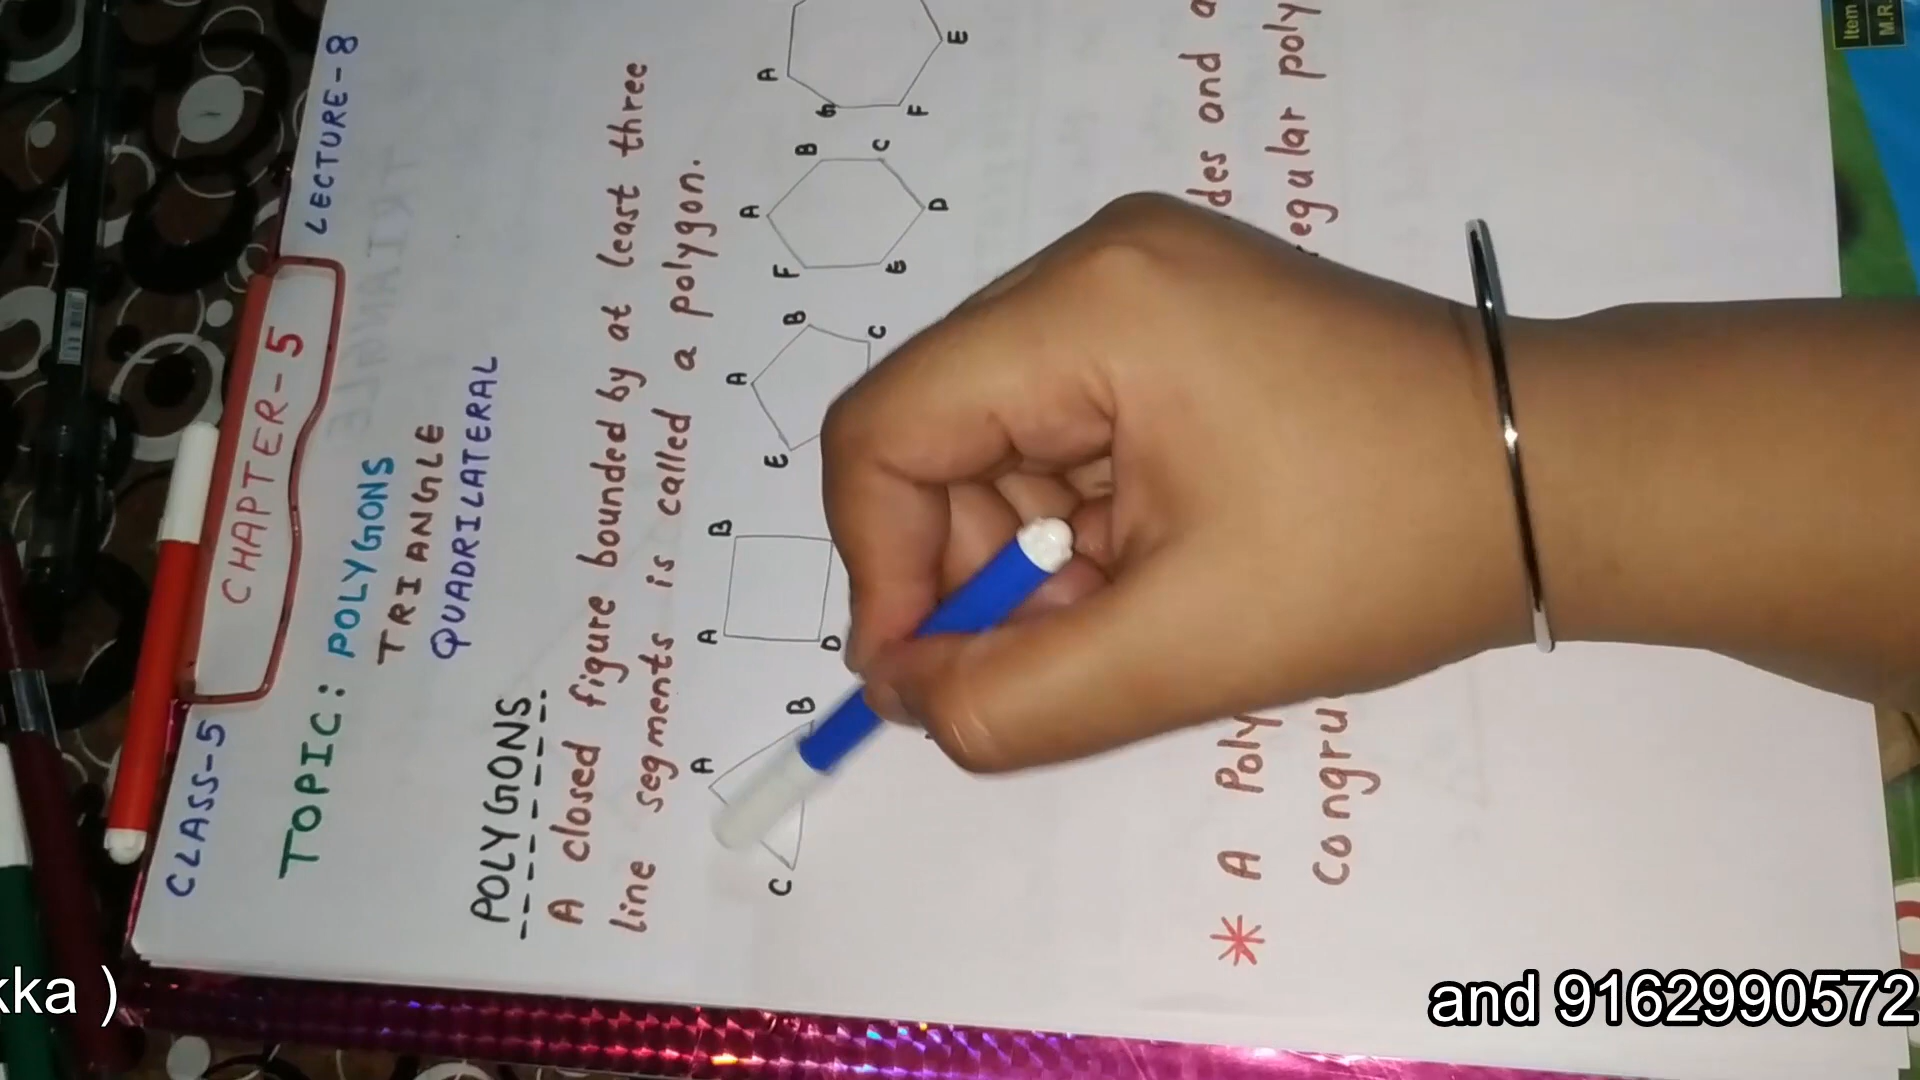 CLASS-5
CHAPTER-5
LECTURE-8
TOPIC: POLYGONS
TRIANGLE
QUADRILATERAL
POLYGONS
A closed figure bounded by at least three
line segments is called a polygon.
A B C
A B D
A B C E
A B C D E F
A E F G
* A Poly des and a
egular poly
Congru
Item
M.R.
kka )
and 9162990572